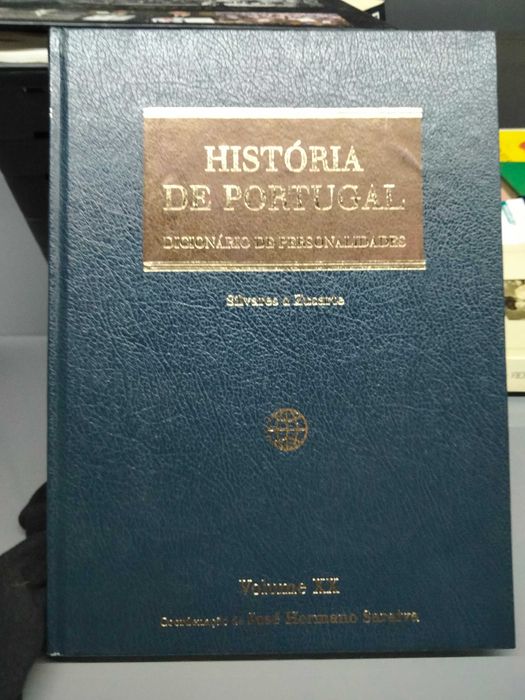 HISTÓRIA
DE PORTUGAL
DICIONÁRIO DE PERSONALIDADES
Silvares a Zuzarte
Volume XX
Coordenação de José Hermano Saraiva